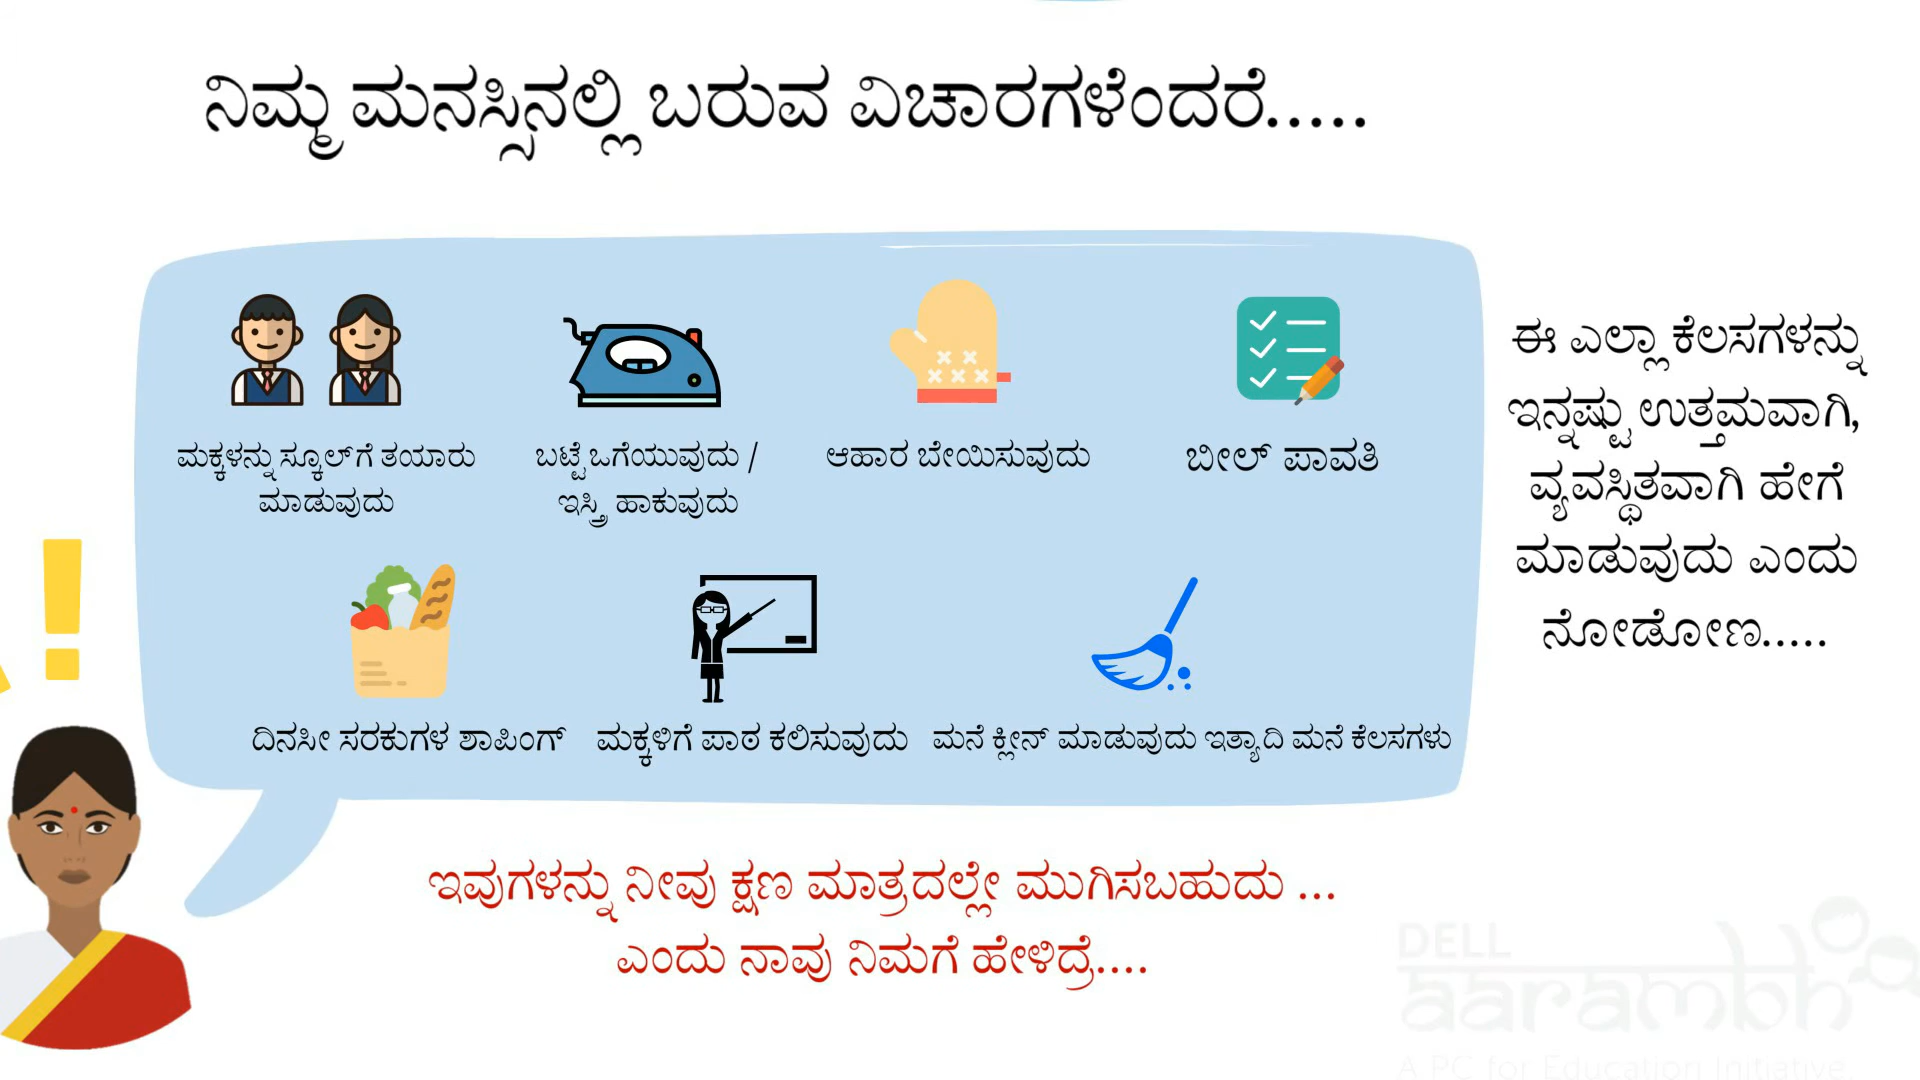 ನಿಮ್ಮ ಮನಸ್ಸಿನಲ್ಲಿ ಬರುವ ವಿಚಾರಗಳೆಂದರೆ.....
ಮಕ್ಕಳನ್ನು ಸ್ಕೂಲ್‌ಗೆ ತಯಾರು
ಮಾಡುವುದು
ಬಟ್ಟೆ ಒಗೆಯುವುದು /
ಇಸ್ತ್ರಿ ಹಾಕುವುದು
ಆಹಾರ ಬೇಯಿಸುವುದು
ಬೀಲ್ ಪಾವತಿ
ದಿನಸೀ ಸರಕುಗಳ ಶಾಪಿಂಗ್
ಮಕ್ಕಳಿಗೆ ಪಾಠ ಕಲಿಸುವುದು
ಮನೆ ಕ್ಲೀನ್ ಮಾಡುವುದು ಇತ್ಯಾದಿ ಮನೆ ಕೆಲಸಗಳು
ಈ ಎಲ್ಲಾ ಕೆಲಸಗಳನ್ನು
ಇನ್ನಷ್ಟು ಉತ್ತಮವಾಗಿ,
ವ್ಯವಸ್ಥಿತವಾಗಿ ಹೇಗೆ
ಮಾಡುವುದು ಎಂದು
ನೋಡೋಣ.....
ಇವುಗಳನ್ನು ನೀವು ಕ್ಷಣ ಮಾತ್ರದಲ್ಲೇ ಮುಗಿಸಬಹುದು ...
ಎಂದು ನಾವು ನಿಮಗೆ ಹೇಳಿದ್ರೆ....
DELL
aarambh
A PC for Education Initiative.